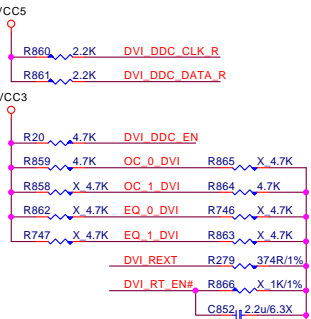 VCC5
R860 2.2K DVI_DDC_CLK_R
R861 2.2K DVI_DDC_DATA_R
VCC3
R20 4.7K DVI_DDC_EN
R859 4.7K OC_0_DVI R865 X_4.7K
R858 X_4.7K OC_1_DVI R864 4.7K
R862 X_4.7K EQ_0_DVI R746 X_4.7K
R747 X_4.7K EQ_1_DVI R863 X_4.7K
DVI_REXT R279 374R/1%
DVI_RT_EN# R866 X_1K/1%
C852 2.2u/6.3X